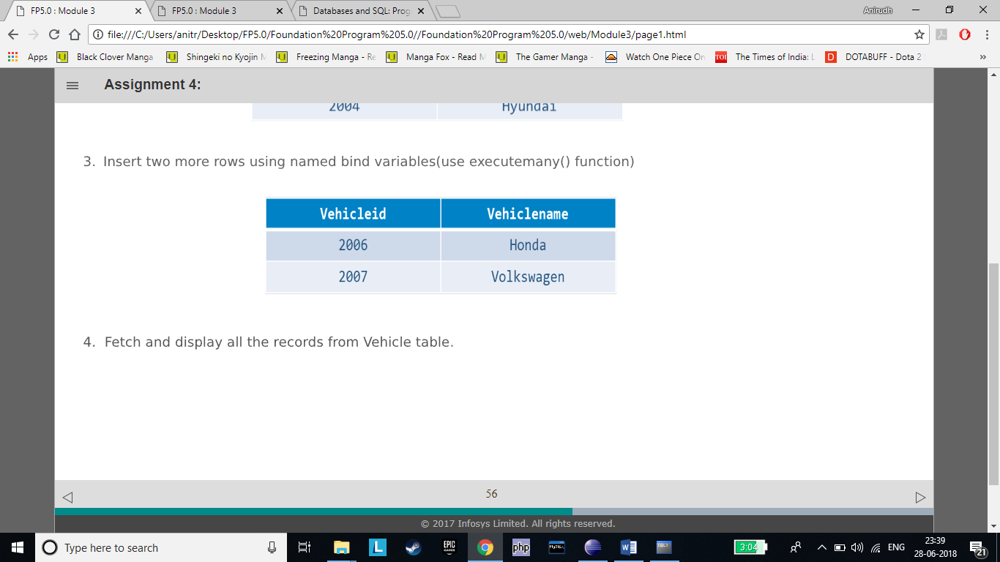 FP5.0 : Module 3
FP5.0 : Module 3
Databases and SQL: Prog
Anirudh
file:///C:/Users/anitr/Desktop/FP5.0/Foundation%20Program%205.0//Foundation%20Program%205.0/web/Module3/page1.html
Apps Black Clover Manga Shingeki no Kyojin M Freezing Manga - Re Manga Fox - Read M The Gamer Manga - Watch One Piece On TOI The Times of India: L D DOTABUFF - Dota 2 »
Assignment 4:
2004 Hyundai
3. Insert two more rows using named bind variables(use executemany() function)
Vehicleid Vehiclename
2006 Honda
2007 Volkswagen
4. Fetch and display all the records from Vehicle table.
56
© 2017 Infosys Limited. All rights reserved.
Type here to search
L EPIC GAMES php MySQL W SQL
3:04
ENG
23:39
28-06-2018
21